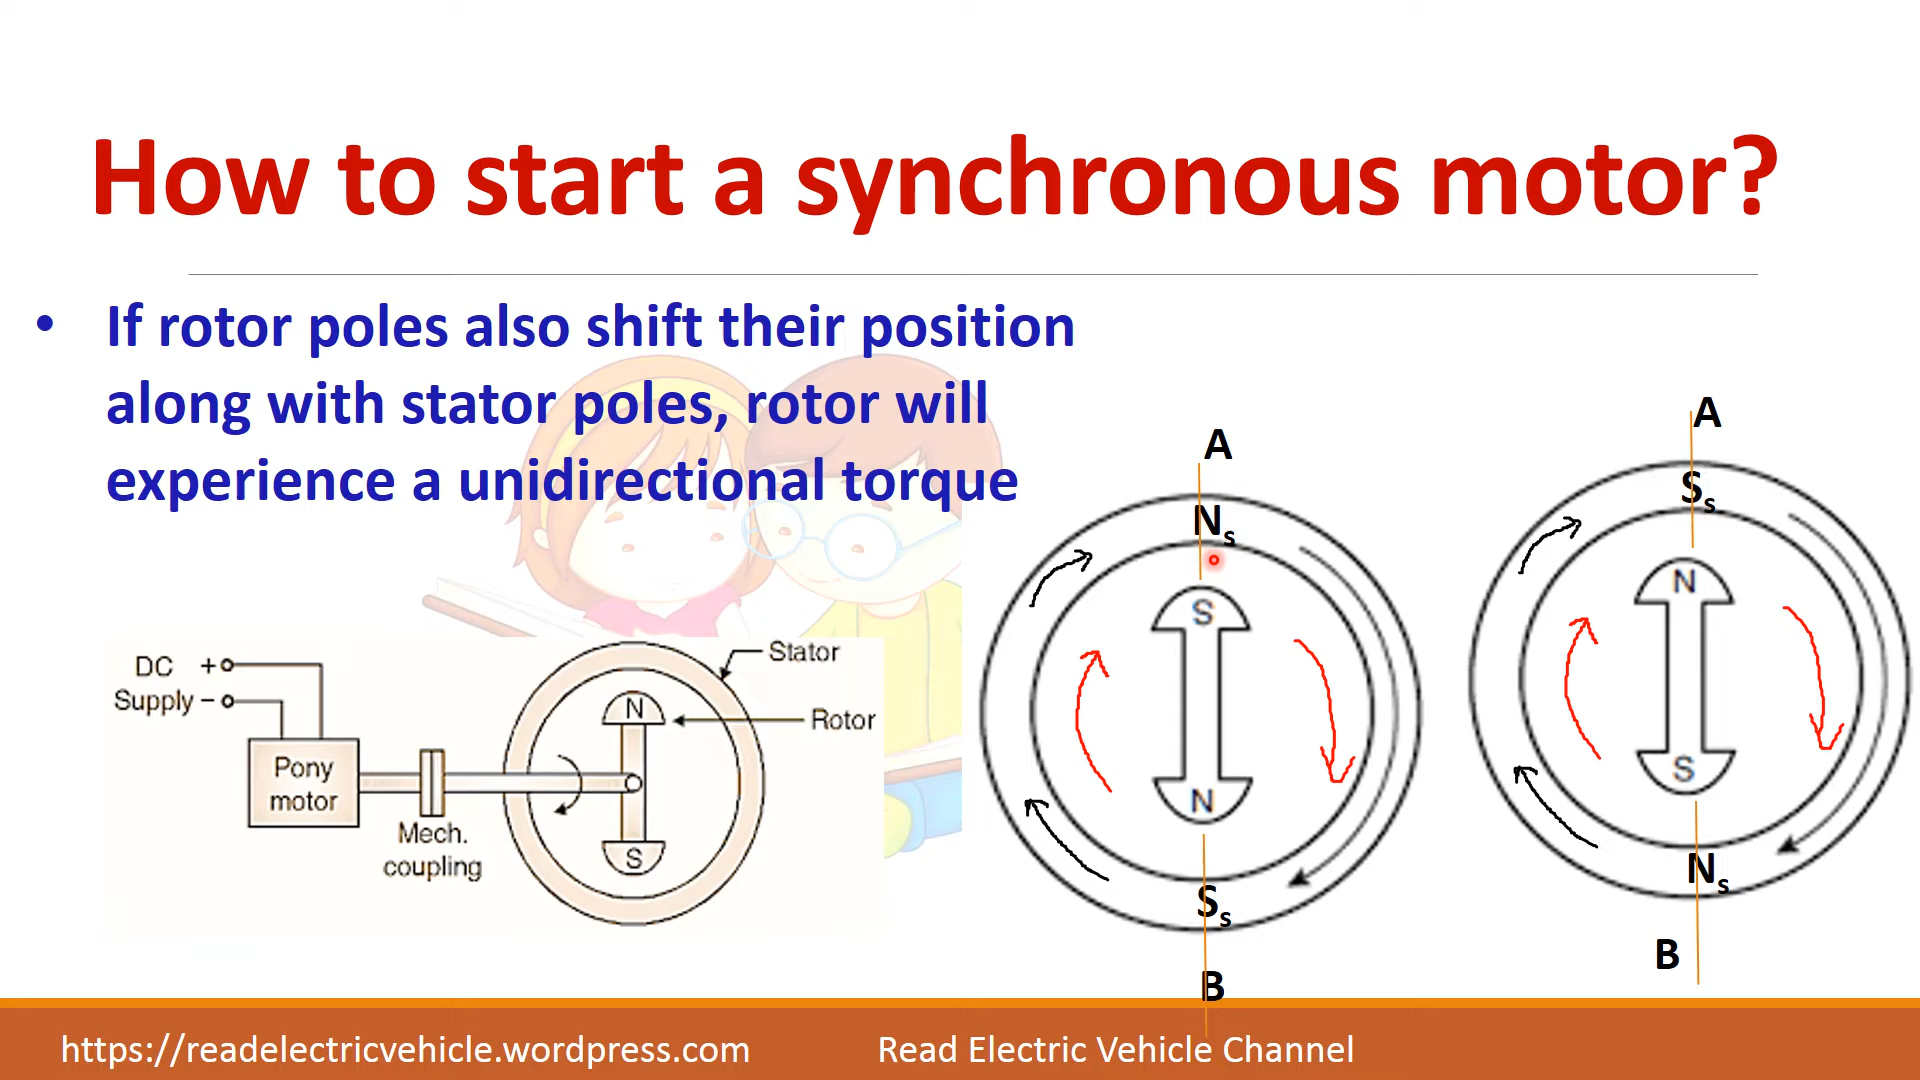 How to start a synchronous motor?
• If rotor poles also shift their position
along with stator poles, rotor will
experience a unidirectional torque
DC +
Supply –
Pony
motor
Mech.
coupling
Stator
N
Rotor
S
A
Ns
S
N
Ss
B
A
Ss
N
S
Ns
B
https://readelectricvehicle.wordpress.com
Read Electric Vehicle Channel